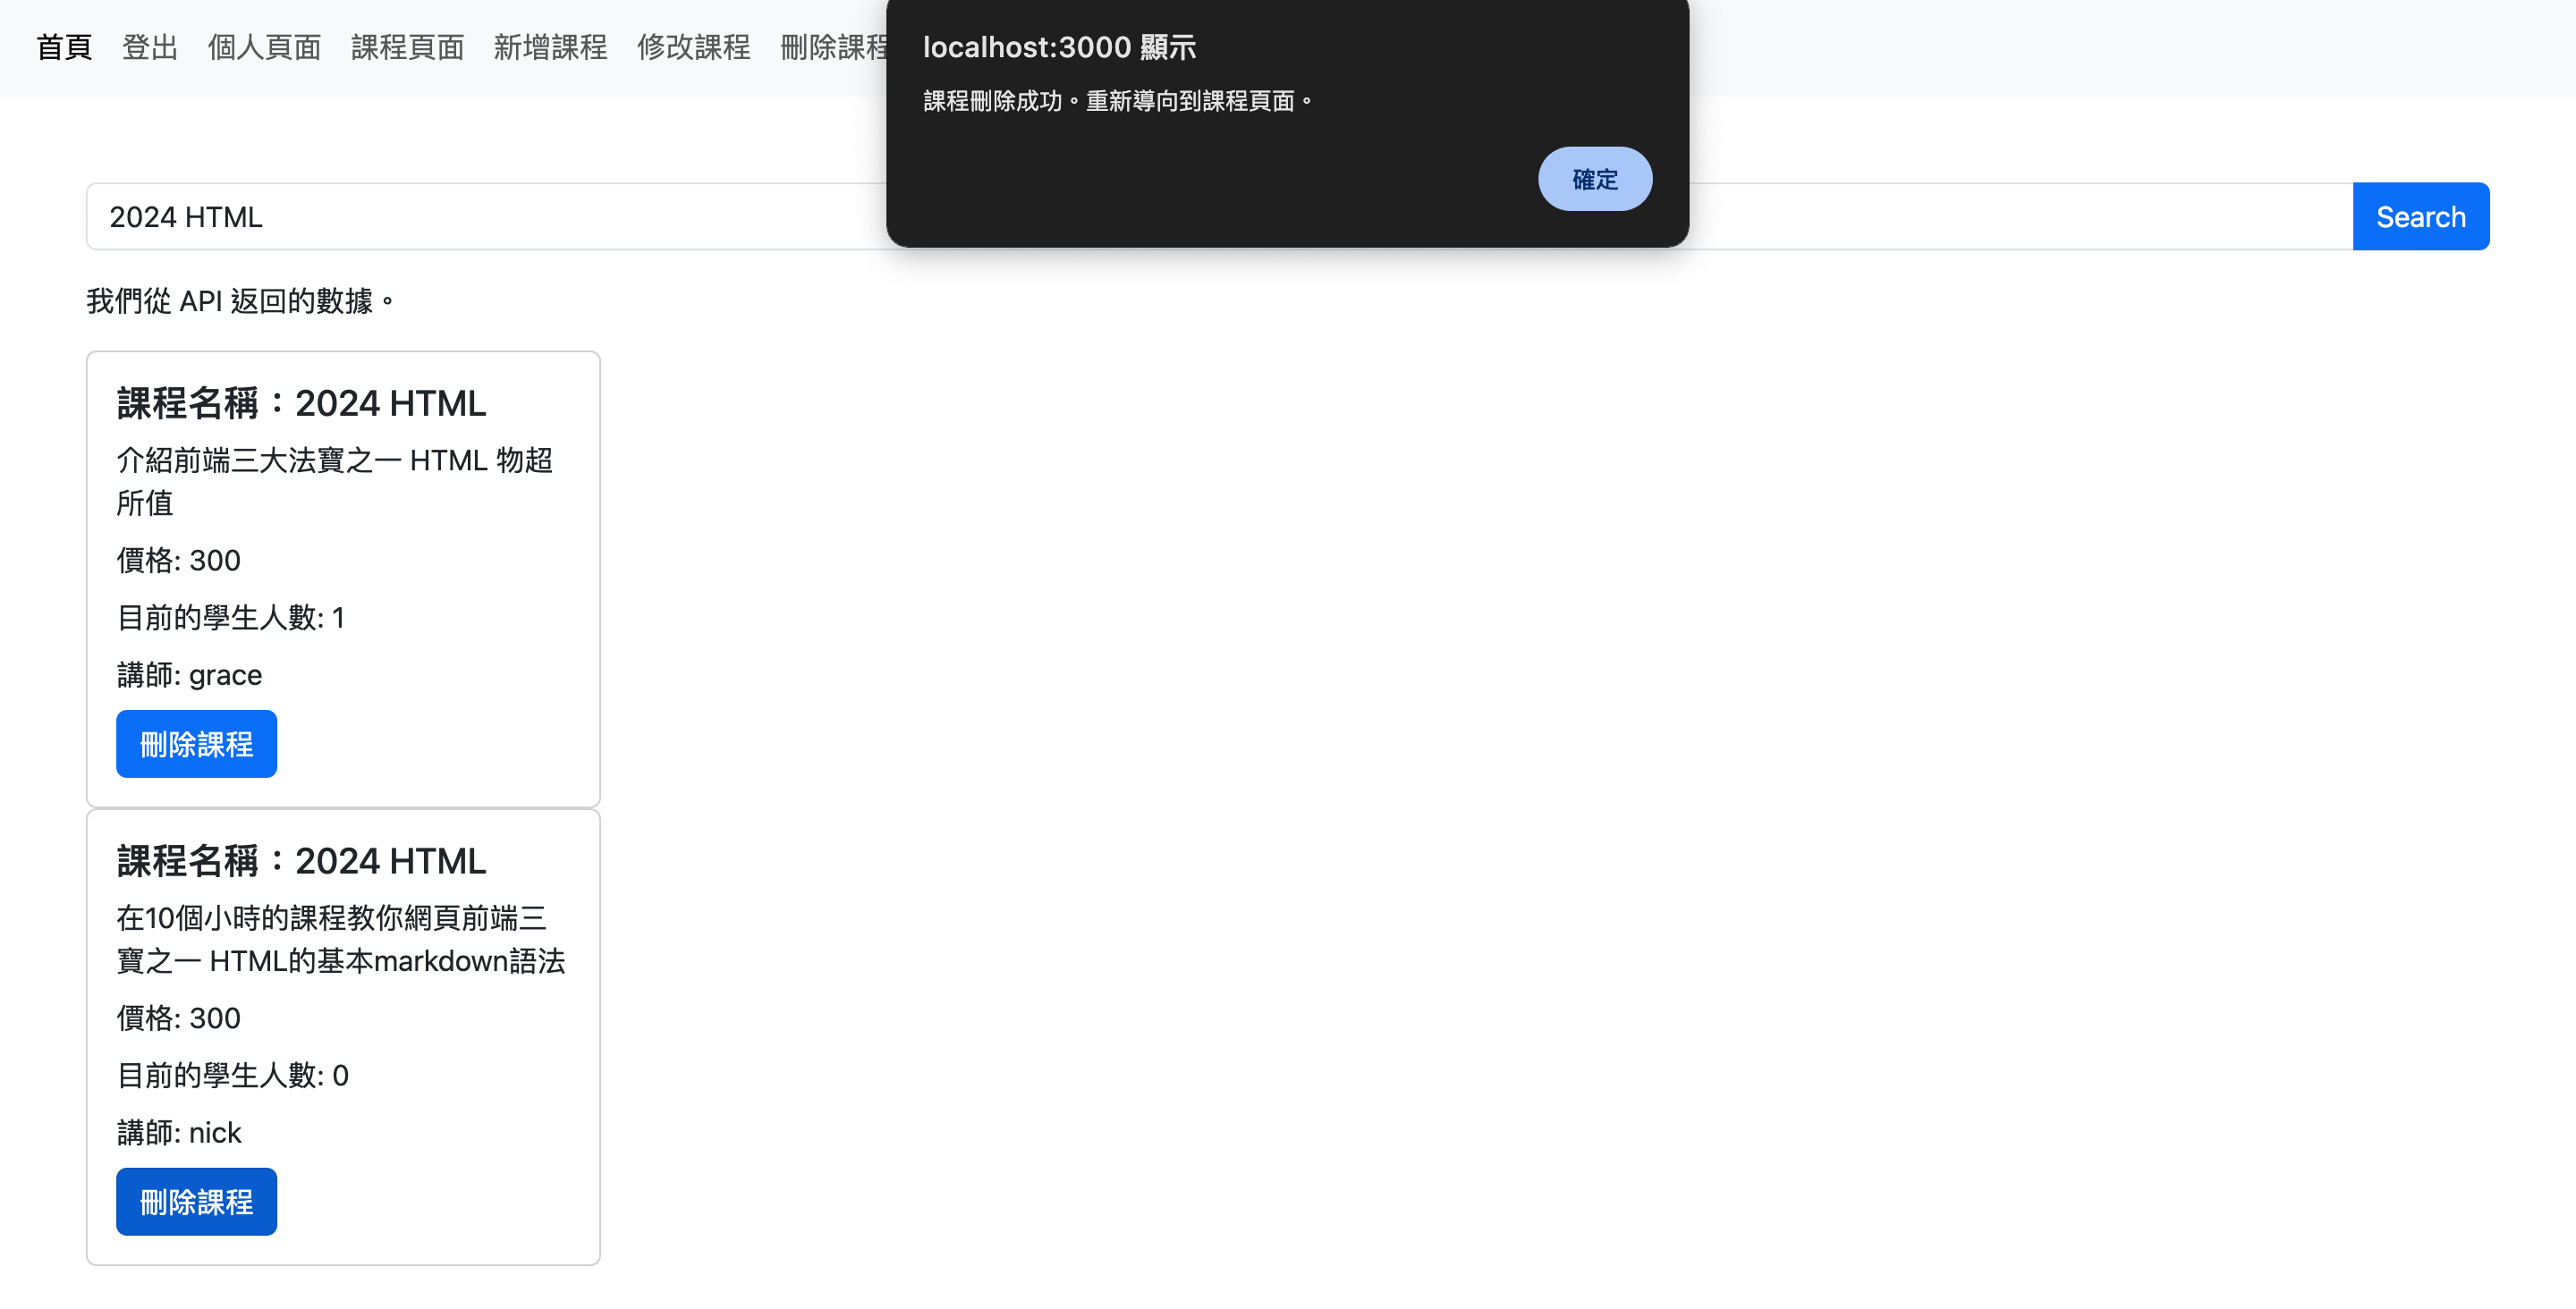 首頁 登出 個人頁面 課程頁面 新增課程 修改課程 刪除課程
localhost:3000 顯示
課程刪除成功。重新導向到課程頁面。
確定
2024 HTML
Search
我們從 API 返回的數據。
課程名稱：2024 HTML
介紹前端三大法寶之一 HTML 物超
所值
價格: 300
目前的學生人數: 1
講師: grace
刪除課程
課程名稱：2024 HTML
在10個小時的課程教你網頁前端三
寶之一 HTML的基本markdown語法
價格: 300
目前的學生人數: 0
講師: nick
刪除課程